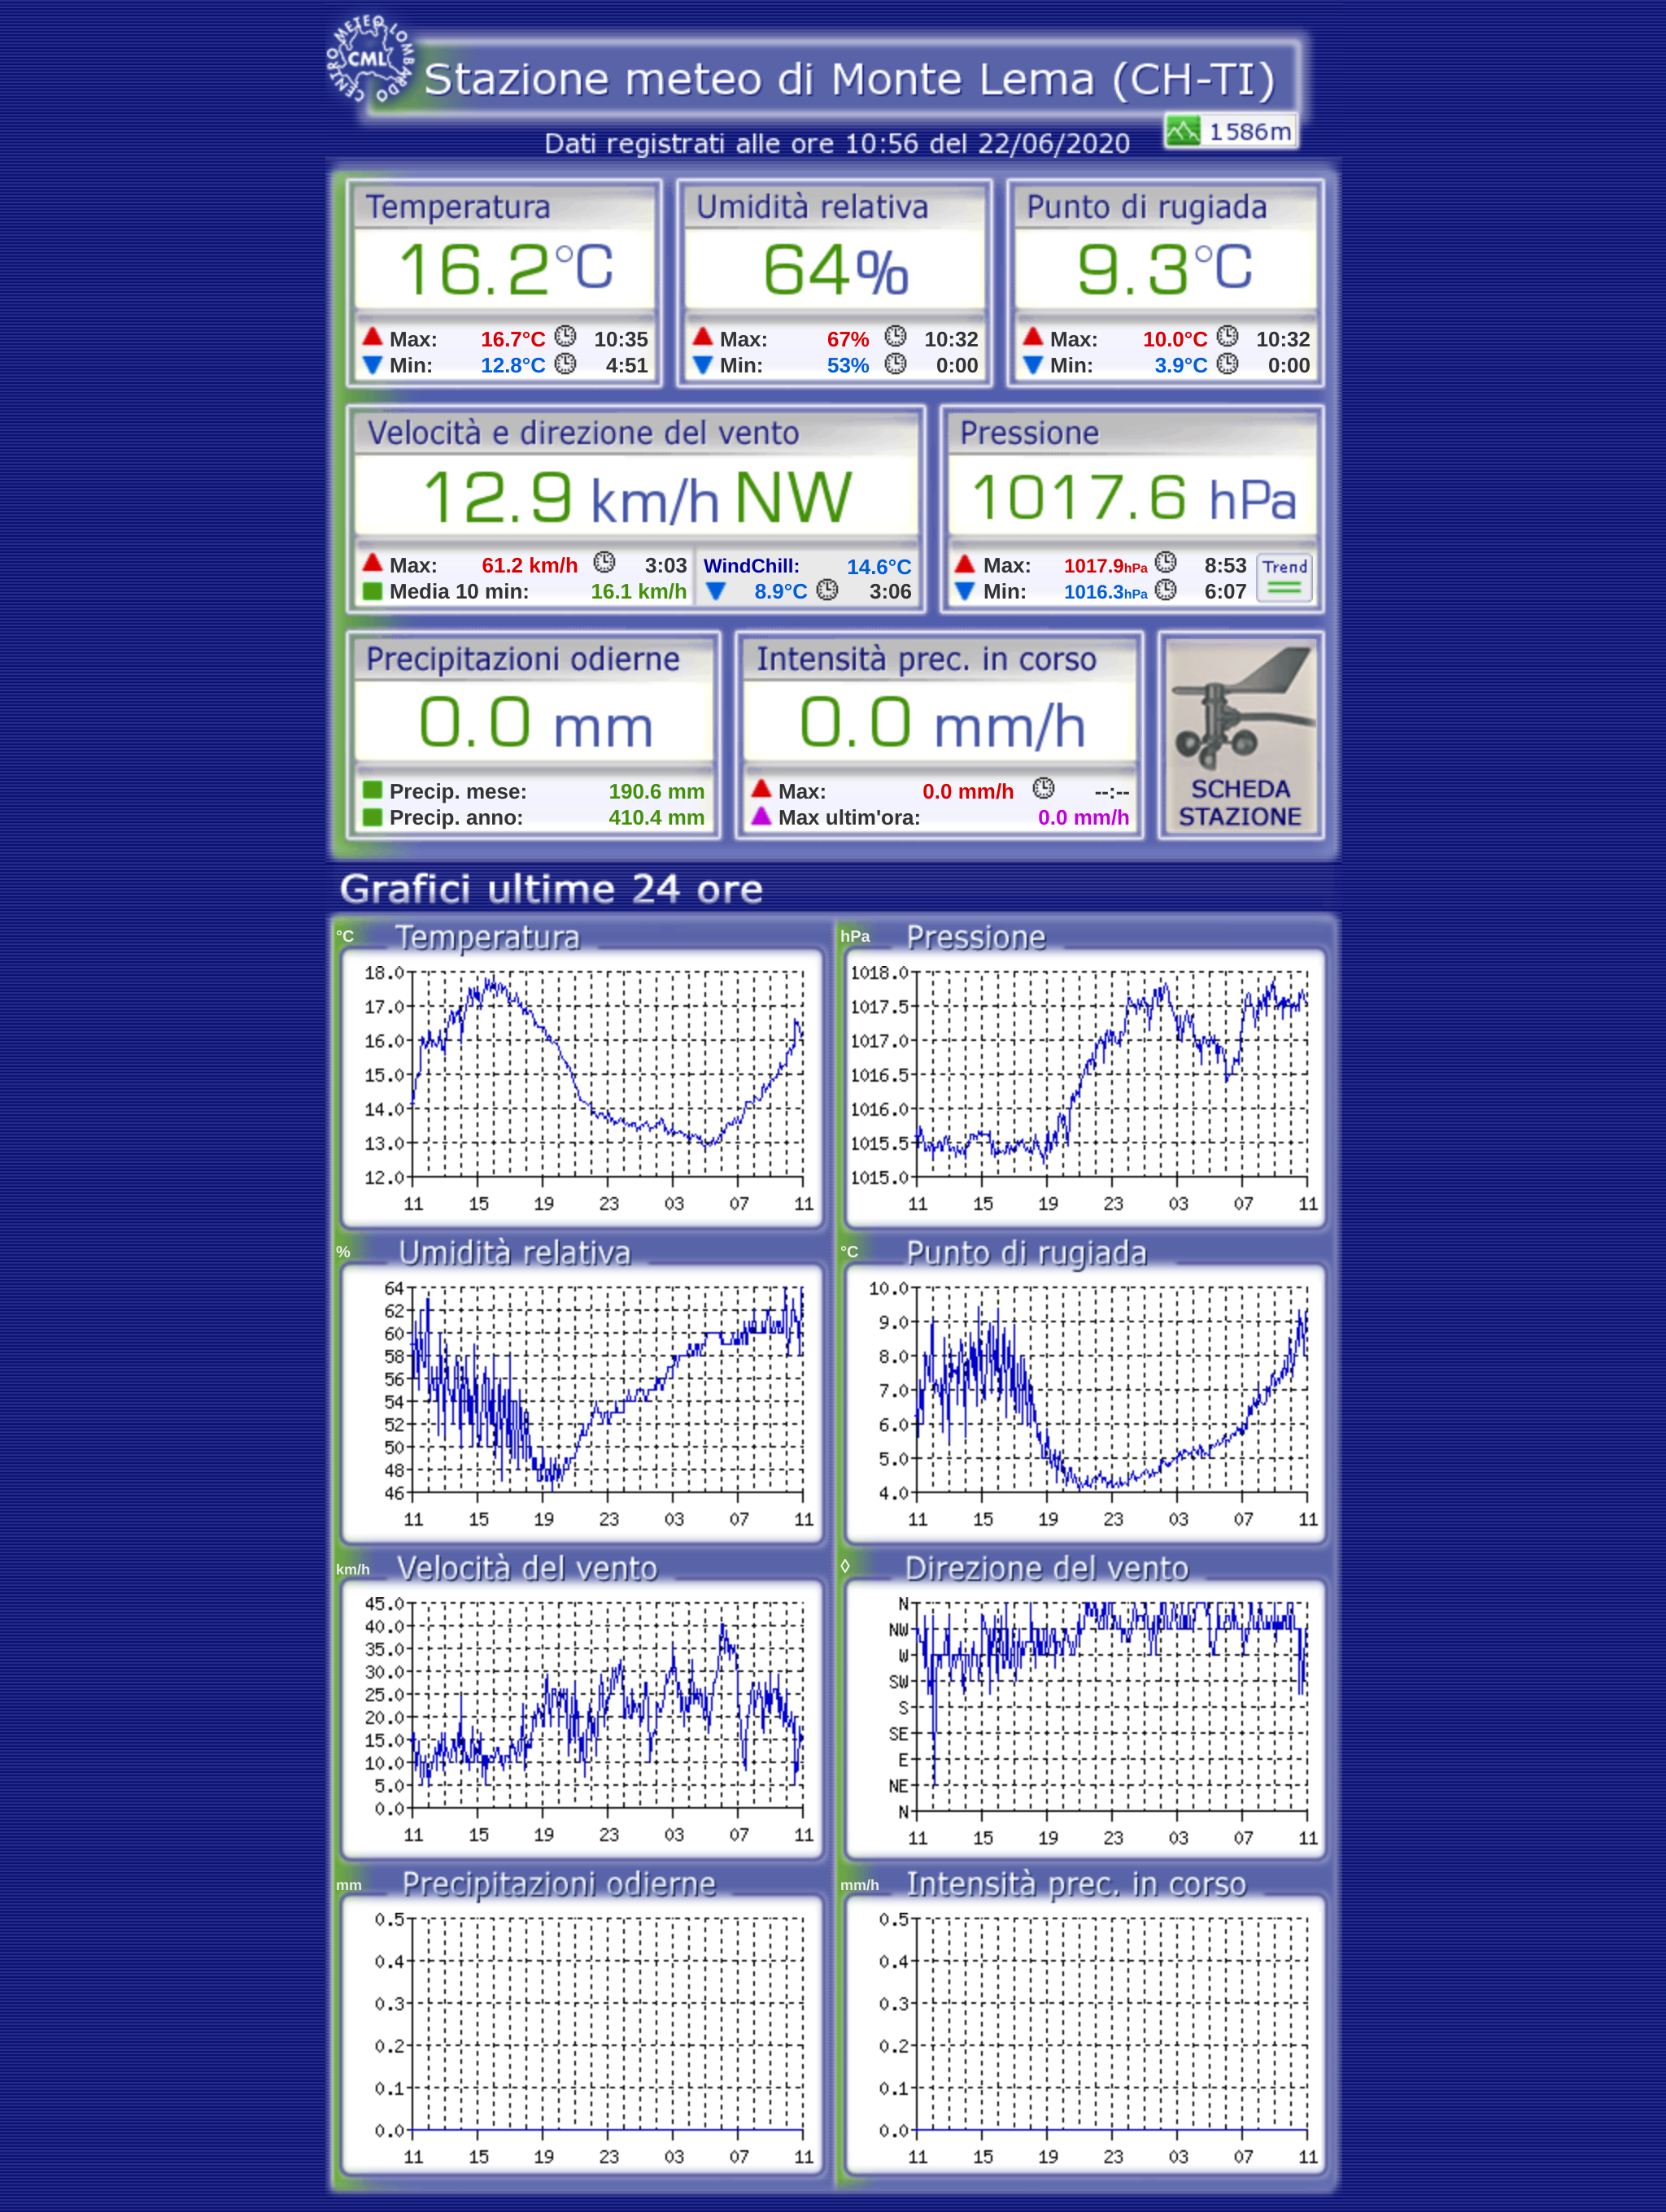 CENTRO METEO LOMBARDO
CML
Stazione meteo di Monte Lema (CH-TI)
Dati registrati alle ore 10:56 del 22/06/2020
1586m
Temperatura
16.2°C
Max: 16.7°C 10:35
Min: 12.8°C 4:51
Umidità relativa
64%
Max: 67% 10:32
Min: 53% 0:00
Punto di rugiada
9.3°C
Max: 10.0°C 10:32
Min: 3.9°C 0:00
Velocità e direzione del vento
12.9 km/h NW
Max: 61.2 km/h 3:03
Media 10 min: 16.1 km/h
WindChill: 14.6°C
8.9°C 3:06
Pressione
1017.6 hPa
Max: 1017.9hPa 8:53
Min: 1016.3hPa 6:07
Trend
Precipitazioni odierne
0.0 mm
Precip. mese: 190.6 mm
Precip. anno: 410.4 mm
Intensità prec. in corso
0.0 mm/h
Max: 0.0 mm/h --:--
Max ultim'ora: 0.0 mm/h
SCHEDA
STAZIONE
Grafici ultime 24 ore
°C Temperatura
18.0
17.0
16.0
15.0
14.0
13.0
12.0
11 15 19 23 03 07 11
hPa Pressione
1018.0
1017.5
1017.0
1016.5
1016.0
1015.5
1015.0
11 15 19 23 03 07 11
% Umidità relativa
64
62
60
58
56
54
52
50
48
46
11 15 19 23 03 07 11
°C Punto di rugiada
10.0
9.0
8.0
7.0
6.0
5.0
4.0
11 15 19 23 03 07 11
km/h Velocità del vento
45.0
40.0
35.0
30.0
25.0
20.0
15.0
10.0
5.0
0.0
11 15 19 23 03 07 11
◊ Direzione del vento
N
NW
W
SW
S
SE
E
NE
N
11 15 19 23 03 07 11
mm Precipitazioni odierne
0.5
0.4
0.3
0.2
0.1
0.0
11 15 19 23 03 07 11
mm/h Intensità prec. in corso
0.5
0.4
0.3
0.2
0.1
0.0
11 15 19 23 03 07 11